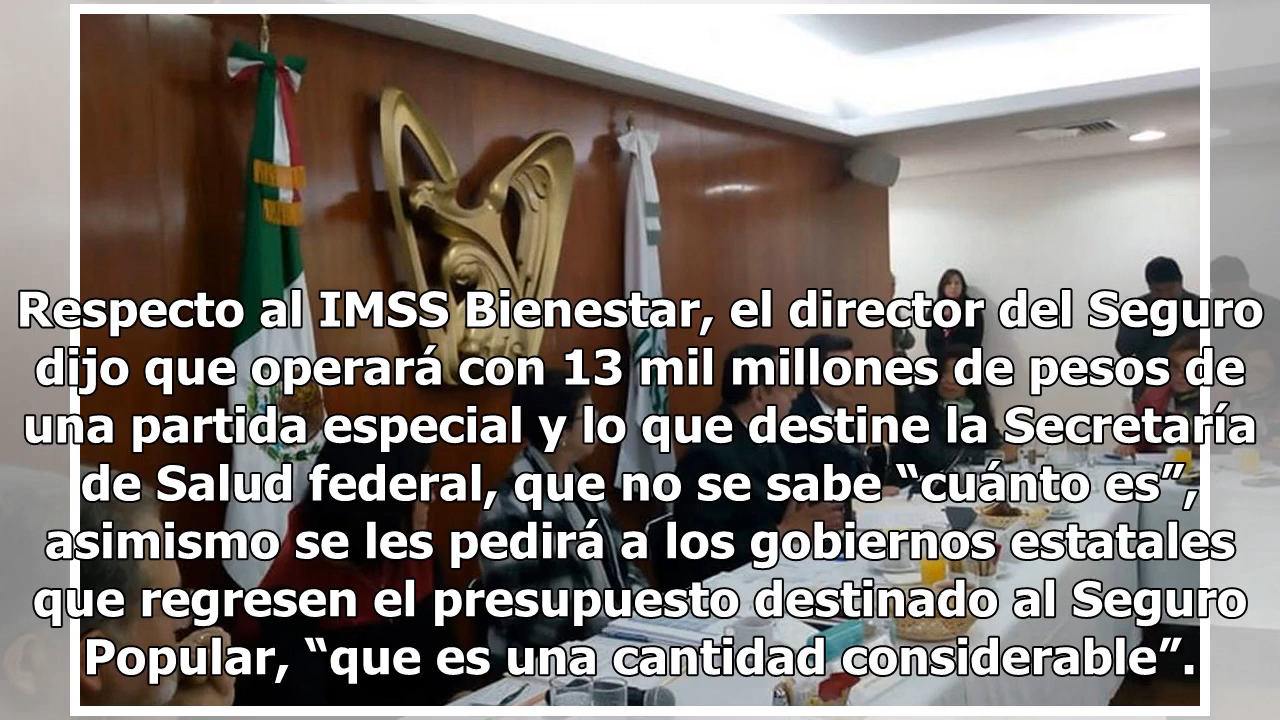 Respecto al IMSS Bienestar, el director del Seguro
dijo que operará con 13 mil millones de pesos de
una partida especial y lo que destine la Secretaría
de Salud federal, que no se sabe “cuánto es”,
asimismo se les pedirá a los gobiernos estatales
que regresen el presupuesto destinado al Seguro
Popular, “que es una cantidad considerable”.